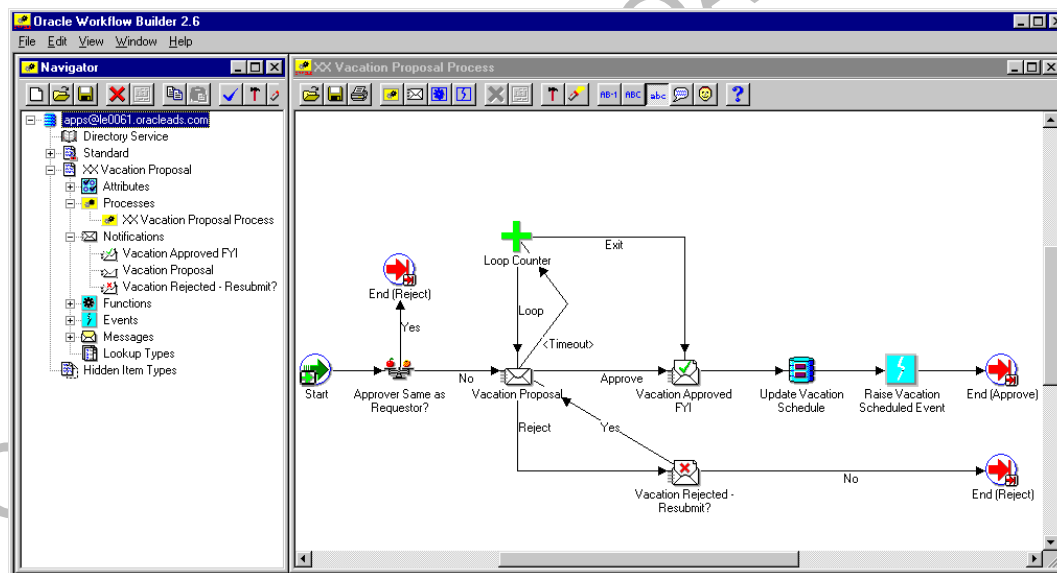 Oracle Workflow Builder 2.6
File Edit View Window Help
Navigator
XX Vacation Proposal Process
AB-1 ABC abc ?
apps@le0061.oracleads.com
Directory Service
Standard
XX Vacation Proposal
Attributes
Processes
XX Vacation Proposal Process
Notifications
Vacation Approved FYI
Vacation Proposal
Vacation Rejected - Resubmit?
Functions
Events
Messages
Lookup Types
Hidden Item Types
Exit
Loop Counter
End (Reject)
Loop
Yes
<Timeout>
No
Approve
Start
Approver Same as
Requestor?
Vacation Proposal
Vacation Approved
FYI
Update Vacation
Schedule
Raise Vacation
Scheduled Event
End (Approve)
Reject
Yes
No
Vacation Rejected -
Resubmit?
End (Reject)